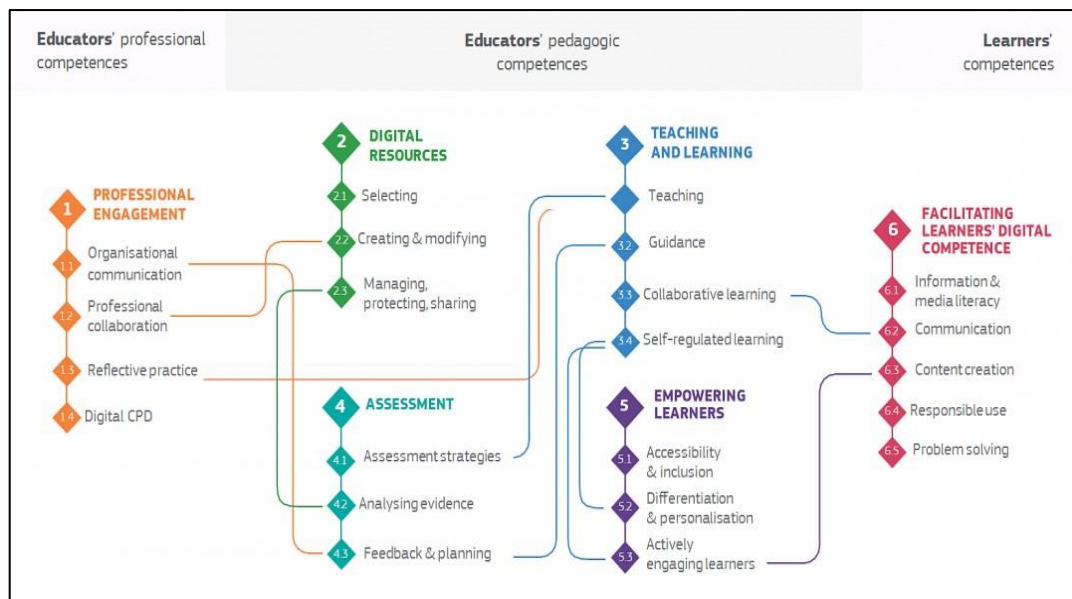 Educators' professional
competences
Educators' pedagogic
competences
Learners'
competences
1
PROFESSIONAL
ENGAGEMENT
1.1
Organisational
communication
1.2
Professional
collaboration
1.3
Reflective practice
1.4
Digital CPD
2
DIGITAL
RESOURCES
2.1
Selecting
2.2
Creating & modifying
2.3
Managing,
protecting, sharing
3
TEACHING
AND LEARNING
Teaching
3.2
Guidance
3.3
Collaborative learning
3.4
Self-regulated learning
4
ASSESSMENT
4.1
Assessment strategies
4.2
Analysing evidence
4.3
Feedback & planning
5
EMPOWERING
LEARNERS
5.1
Accessibility
& inclusion
5.2
Differentiation
& personalisation
5.3
Actively
engaging learners
6
FACILITATING
LEARNERS' DIGITAL
COMPETENCE
6.1
Information &
media literacy
6.2
Communication
6.3
Content creation
6.4
Responsible use
6.5
Problem solving